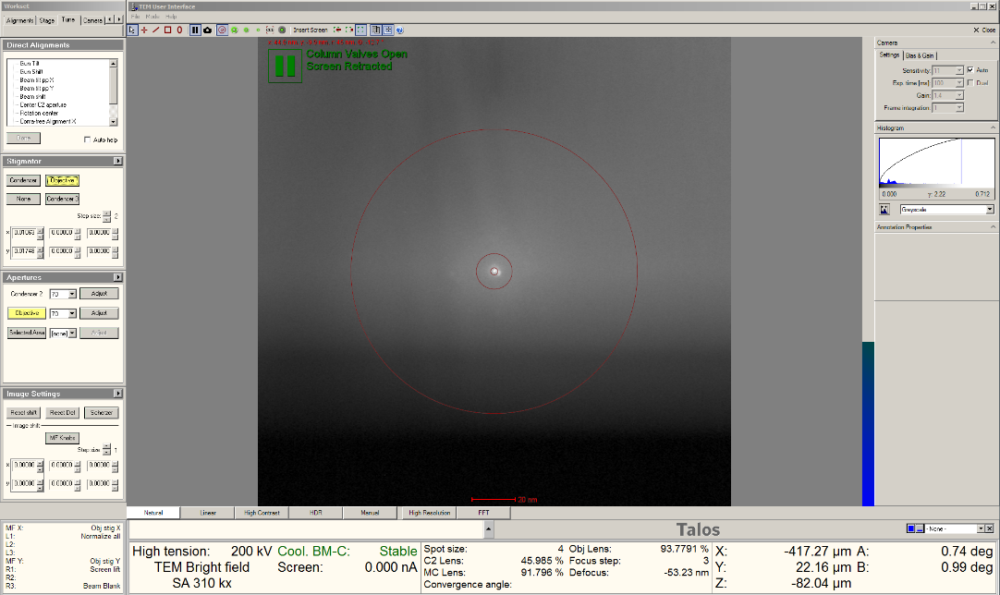 Workset
TEM User Interface
Alignments Stage Tune Camera
File Mode Help
Insert Screen
Close
Direct Alignments
Gun Tilt
Gun Shift
Beam tilt pp X
Beam tilt pp Y
Beam shift
Center C2 aperture
Rotation center
Coma-free Alignment X
Done
Auto help
Column Valves Open
Screen Retracted
Camera
Settings Bias & Gain
Sensitivity: 11 Auto
Exp. time [ms]: 100 Dual
Gain: 1.4
Frame integration: 1
Histogram
0.000 γ: 2.22 0.712
Greyscale
Annotation Properties
Stigmator
Condenser Objective
None Condenser 3
Step size: 2
x 0.01063 0.00000 0.00000
y 0.01748 0.00000 0.00000
Apertures
Condenser 2 70 Adjust
Objective 70 Adjust
Selected Area [none] Adjust
Image Settings
Reset shift Reset Def Scherzer
Image shift
MF Knobs
Step size 1
x 0.00000 0.00000 0.00000
y 0.00000 0.00000 0.00000
20 nm
Natural Linear High Contrast HDR Manual High Resolution FFT
Talos
- None -
MF X: Obj stig X
L1: Normalize all
L2:
L3:
MF Y: Obj stig Y
R1: Screen lift
R2:
R3: Beam Blank
High tension: 200 kV Cool. BM-C: Stable
TEM Bright field Screen: 0.000 nA
SA 310 kx
Spot size: 4 Obj Lens: 93.7791 %
C2 Lens: 45.985 % Focus step: 3
MC Lens: 91.796 % Defocus: -53.23 nm
Convergence angle:
X: -417.27 µm A: 0.74 deg
Y: 22.16 µm B: 0.99 deg
Z: -82.04 µm